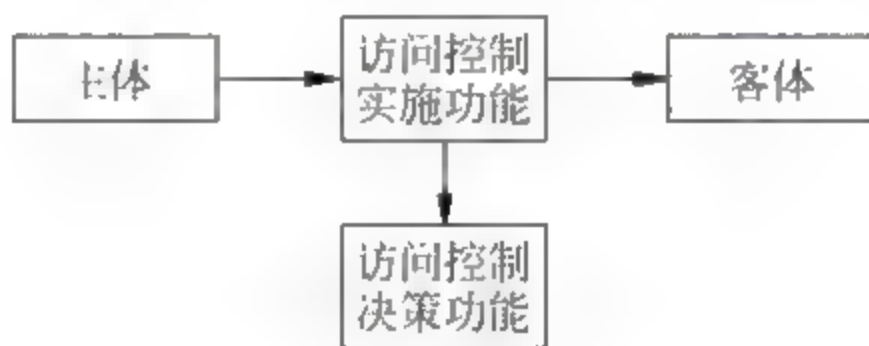 主体
访问控制
实施功能
客体
访问控制
决策功能